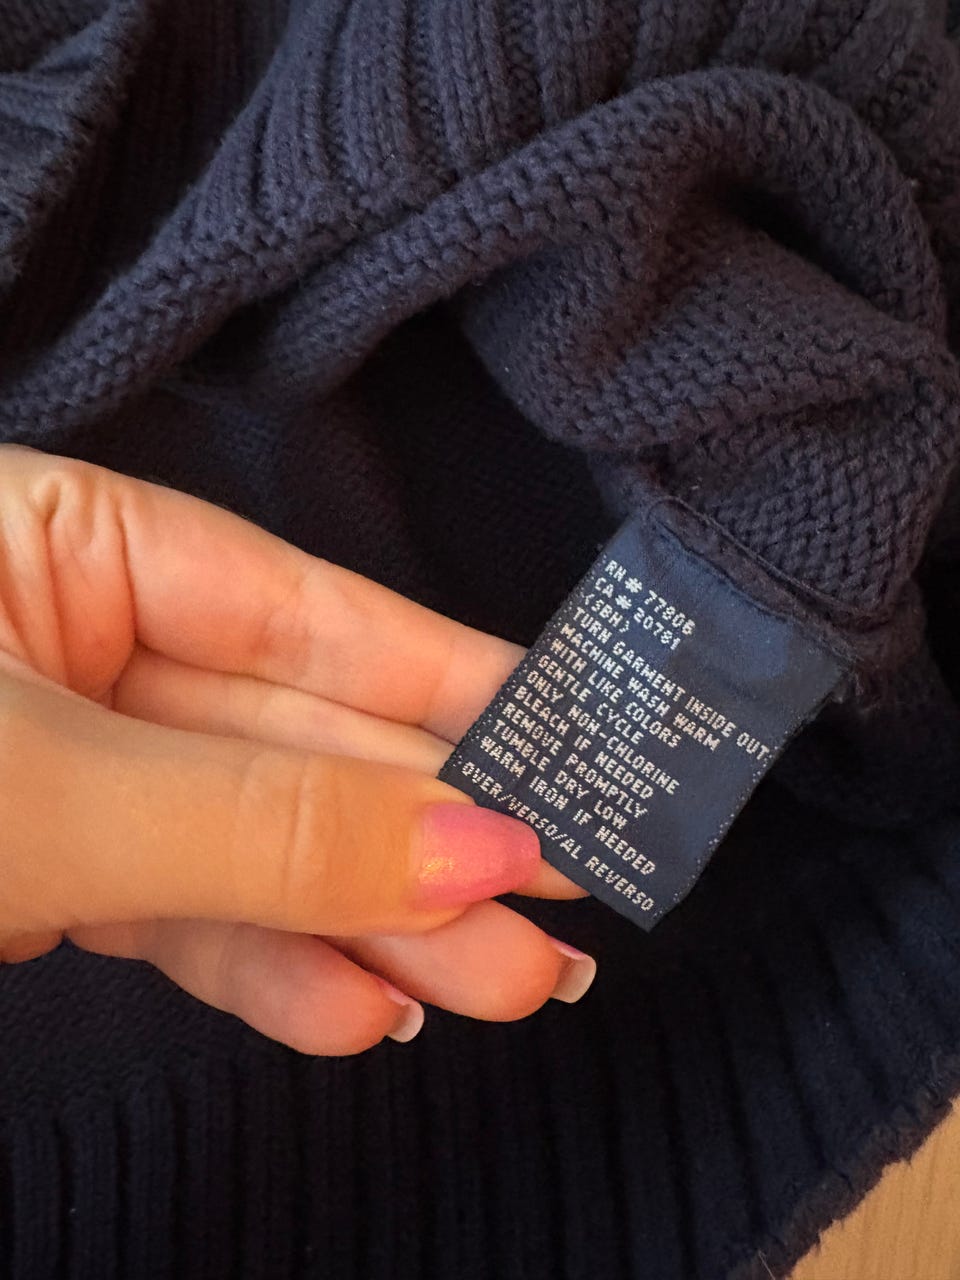 RN# 77806
CA# 20781
(SBH)
TURN GARMENT INSIDE OUT.
MACHINE WASH WARM
WITH LIKE COLORS
GENTLE CYCLE
ONLY NON-CHLORINE
BLEACH IF NEEDED
REMOVE PROMPTLY
TUMBLE DRY LOW
WARM IRON IF NEEDED
OVER/VERSO/AL REVERSO